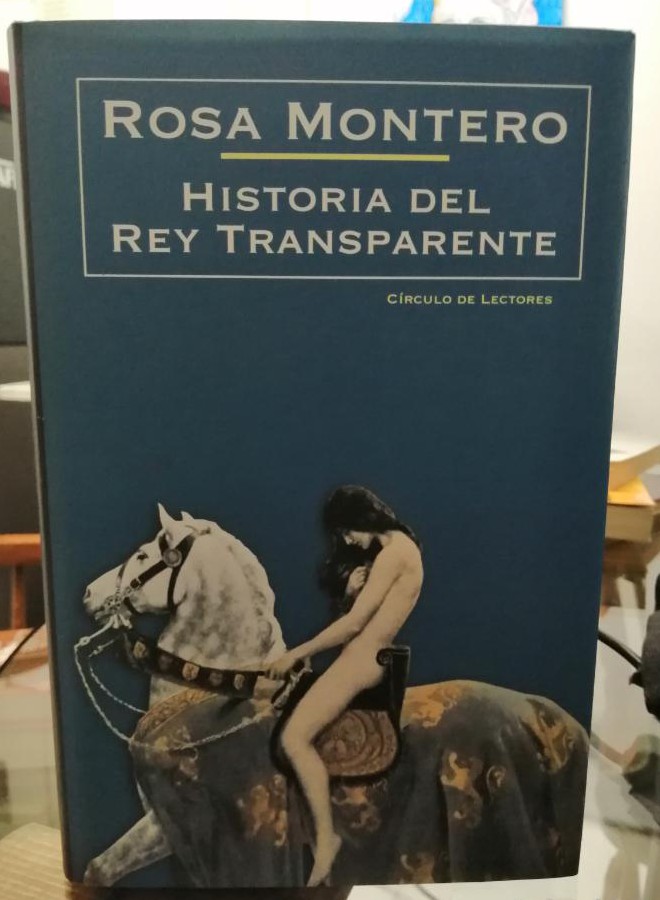 ROSA MONTERO
HISTORIA DEL
REY TRANSPARENTE
CÍRCULO DE LECTORES